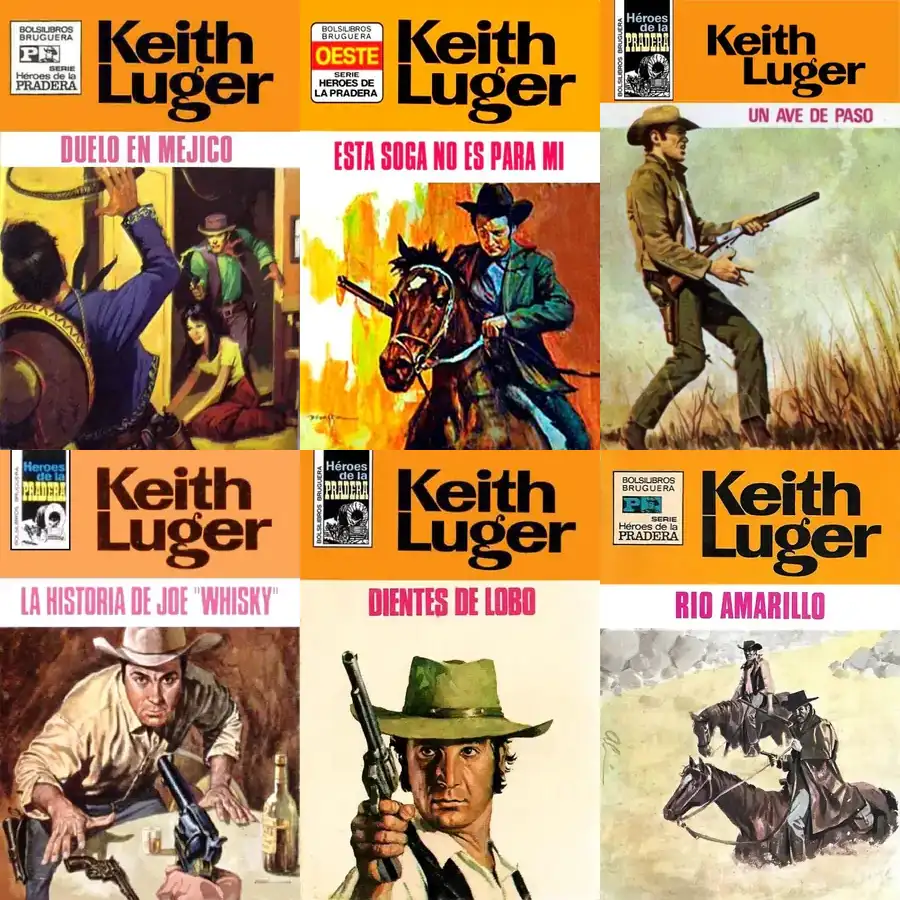 BOLSILIBROS
BRUGUERA
SERIE
Héroes de la
PRADERA
Keith
Luger
DUELO EN MEJICO
BOLSILIBROS
BRUGUERA
OESTE
SERIE
HEROES DE
LA PRADERA
Keith
Luger
ESTA SOGA NO ES PARA MI
BOLSILIBROS BRUGUERA
Héroes
de la
PRADERA
Keith
Luger
UN AVE DE PASO
BOLSILIBROS BRUGUERA
Heroes
de la
PRADERA
Keith
Luger
LA HISTORIA DE JOE "WHISKY"
BOLSILIBROS BRUGUERA
Héroes
de la
PRADERA
Keith
Luger
DIENTES DE LOBO
BOLSILIBROS
BRUGUERA
SERIE
Héroes de la
PRADERA
Keith
Luger
RIO AMARILLO